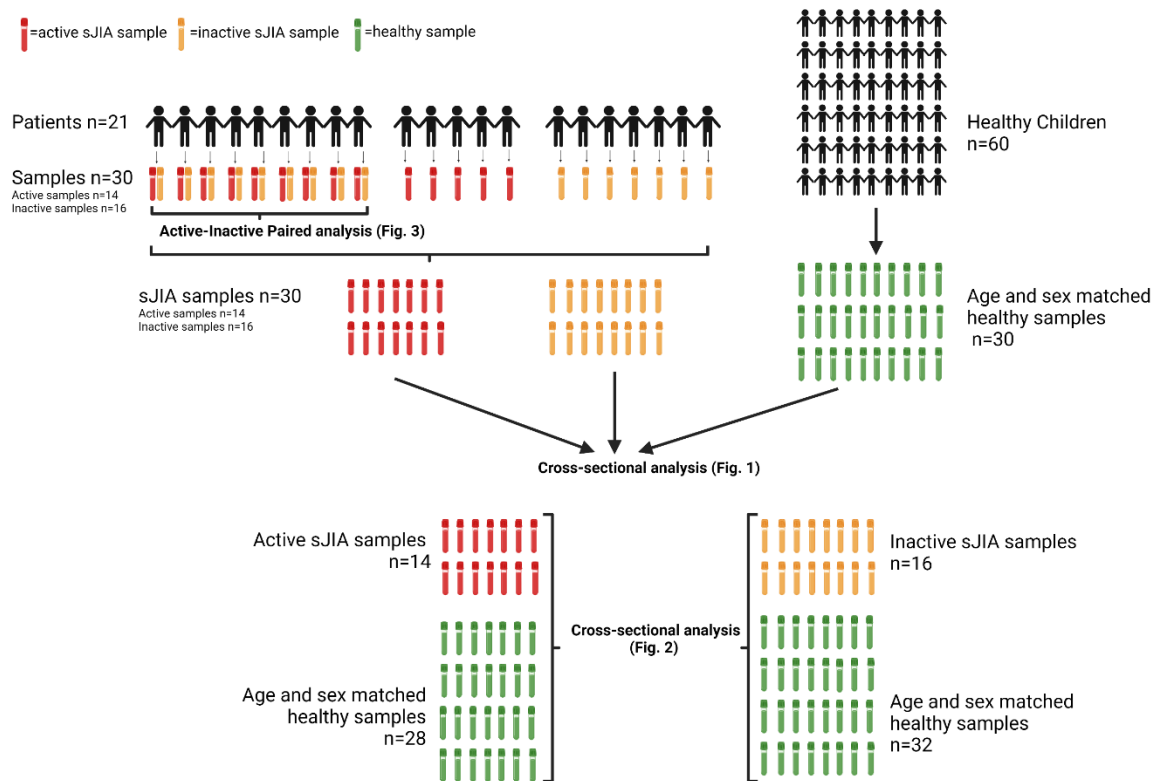 =active sJIA sample
=inactive sJIA sample
=healthy sample
Patients n=21
Healthy Children
n=60
Samples n=30
Active samples n=14
Inactive samples n=16
Active-Inactive Paired analysis (Fig. 3)
sJIA samples n=30
Active samples n=14
Inactive samples n=16
Age and sex matched
healthy samples
n=30
Cross-sectional analysis (Fig. 1)
Active sJIA samples
n=14
Inactive sJIA samples
n=16
Cross-sectional analysis
(Fig. 2)
Age and sex matched
healthy samples
n=28
Age and sex matched
healthy samples
n=32